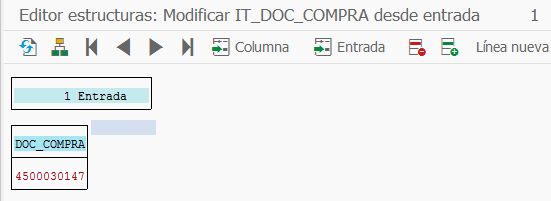 Editor estructuras: Modificar IT_DOC_COMPRA desde entrada 1
Columna Entrada Línea nueva
1 Entrada
DOC_COMPRA
4500030147